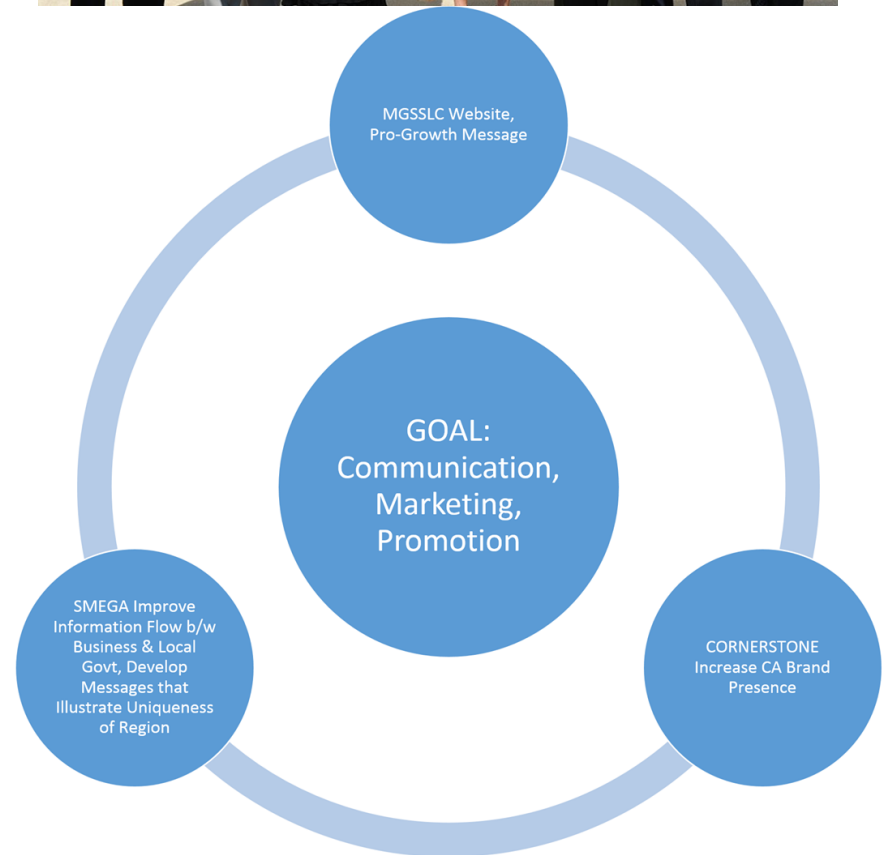 MGSSLC Website,
Pro-Growth Message
GOAL:
Communication,
Marketing,
Promotion
SMEGA Improve
Information Flow b/w
Business & Local
Govt, Develop
Messages that
Illustrate Uniqueness
of Region
CORNERSTONE
Increase CA Brand
Presence